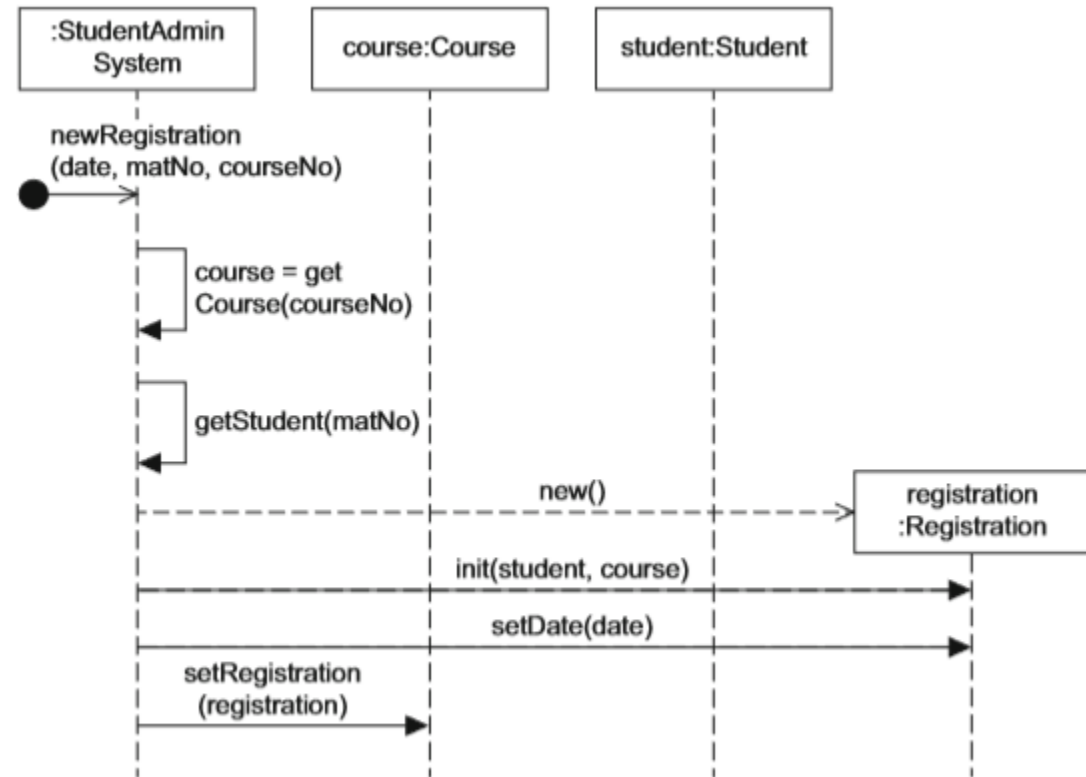 :StudentAdmin
System
course:Course
student:Student
newRegistration
(date, matNo, courseNo)
course = get
Course(courseNo)
getStudent(matNo)
new()
registration
:Registration
init(student, course)
setDate(date)
setRegistration
(registration)